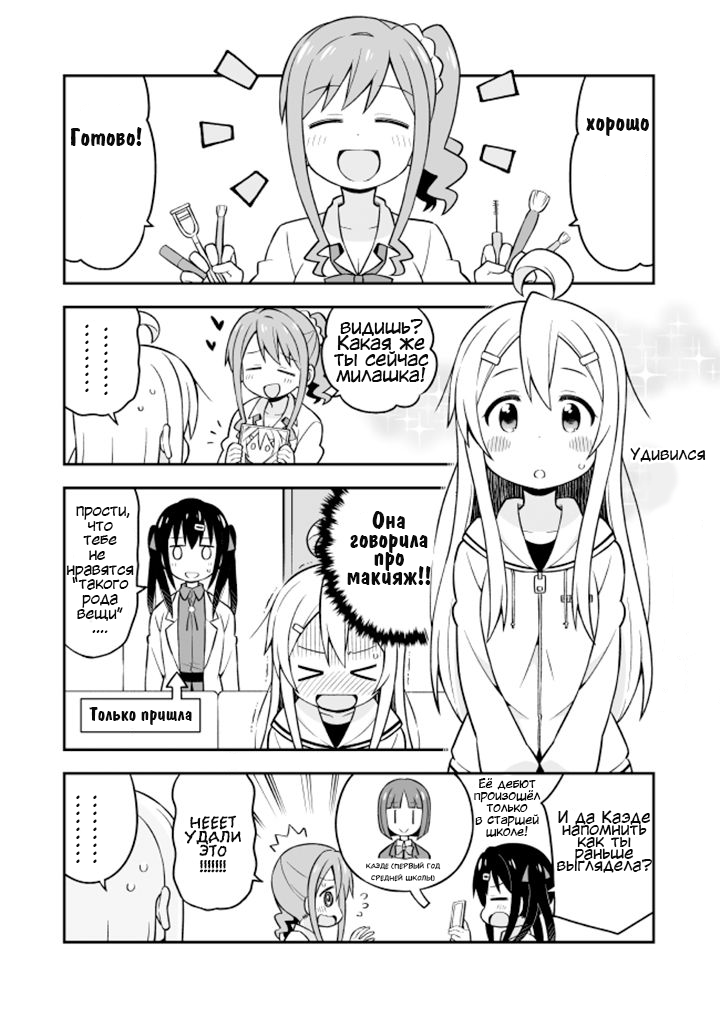 хорошо
Готово!
видишь?
Какая же
ты сейчас
милашка!
. . . . . . .
Удивился
Она
говорила
про
макияж!!
прости,
что
тебе
не
нравятся
"такого
рода
вещи"
....
Только пришла
И да Каэде
напомнить
как ты
раньше
выглядела?
Её дебют
произошёл
только
в старшей
школе!
Каэде (первый год
средней школы)
НЕЕЕТ
УДАЛИ
ЭТО
!!!!!!!
. . . . . . .